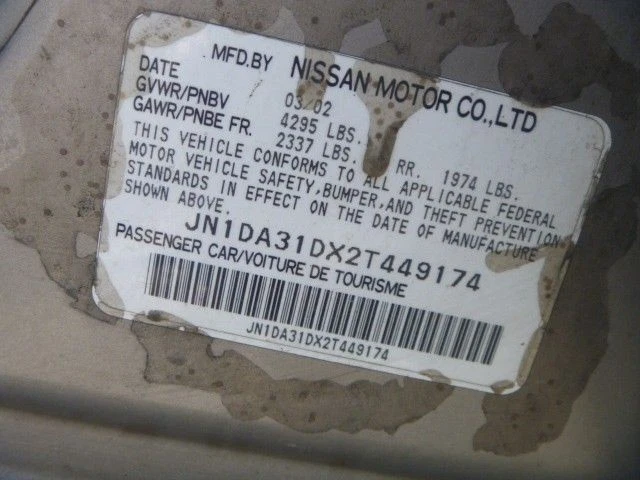 MFD.BY NISSAN MOTOR CO.,LTD
DATE 03/02
GVWR/PNBV 4295 LBS.
GAWR/PNBE FR. 2337 LBS. RR. 1974 LBS.
THIS VEHICLE CONFORMS TO ALL APPLICABLE FEDERAL
MOTOR VEHICLE SAFETY, BUMPER, AND THEFT PREVENTION
STANDARDS IN EFFECT ON THE DATE OF MANUFACTURE
SHOWN ABOVE.
JN1DA31DX2T449174
PASSENGER CAR/VOITURE DE TOURISME
JN1DA31DX2T449174